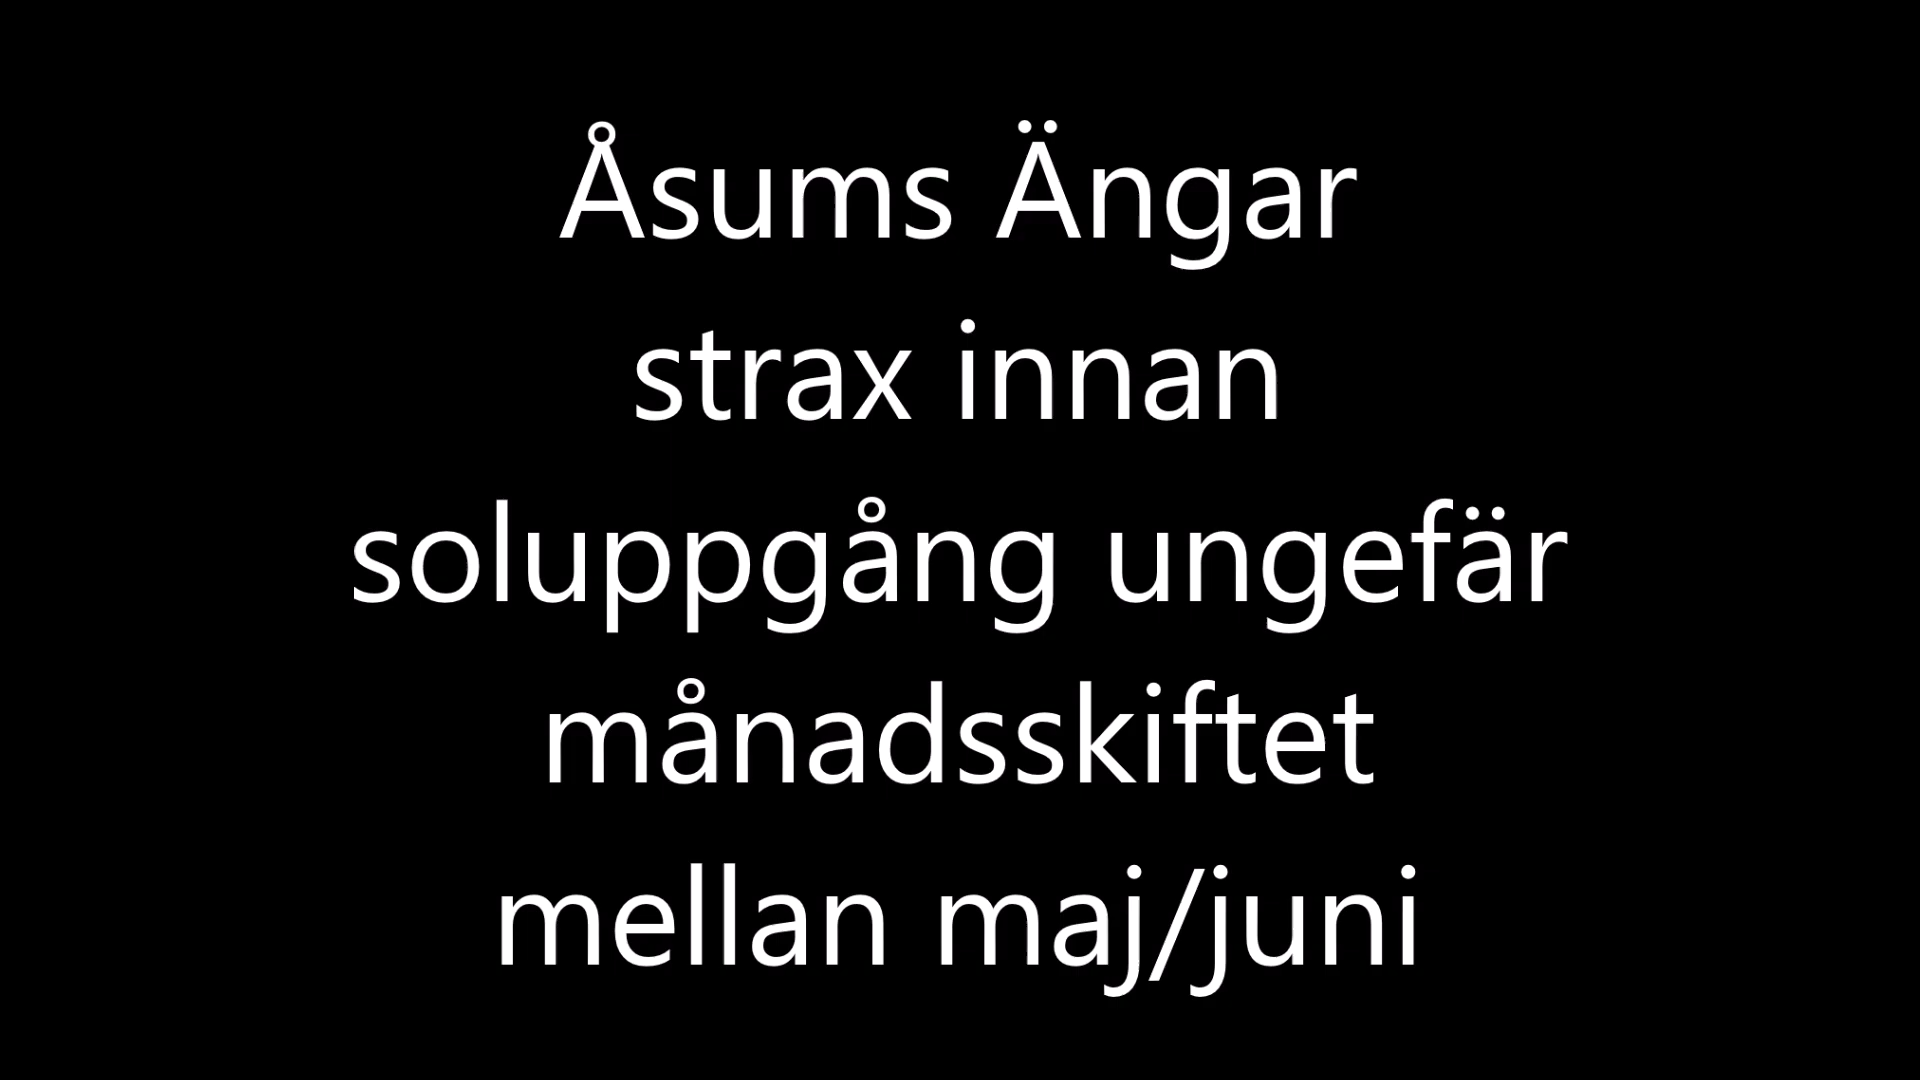 Åsums Ängar
strax innan
soluppgång ungefär
månadsskiftet
mellan maj/juni